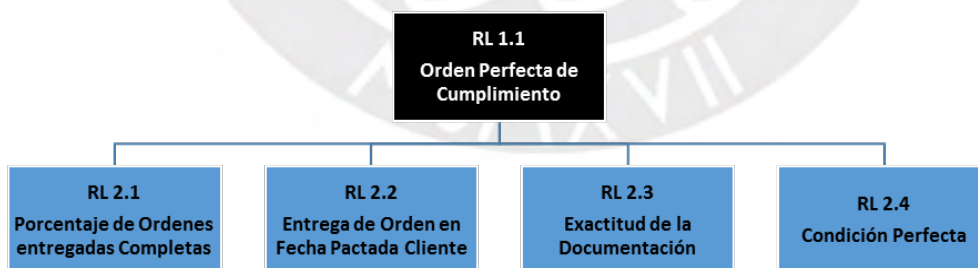 RL 1.1
Orden Perfecta de
Cumplimiento
RL 2.1
Porcentaje de Ordenes
entregadas Completas
RL 2.2
Entrega de Orden en
Fecha Pactada Cliente
RL 2.3
Exactitud de la
Documentación
RL 2.4
Condición Perfecta